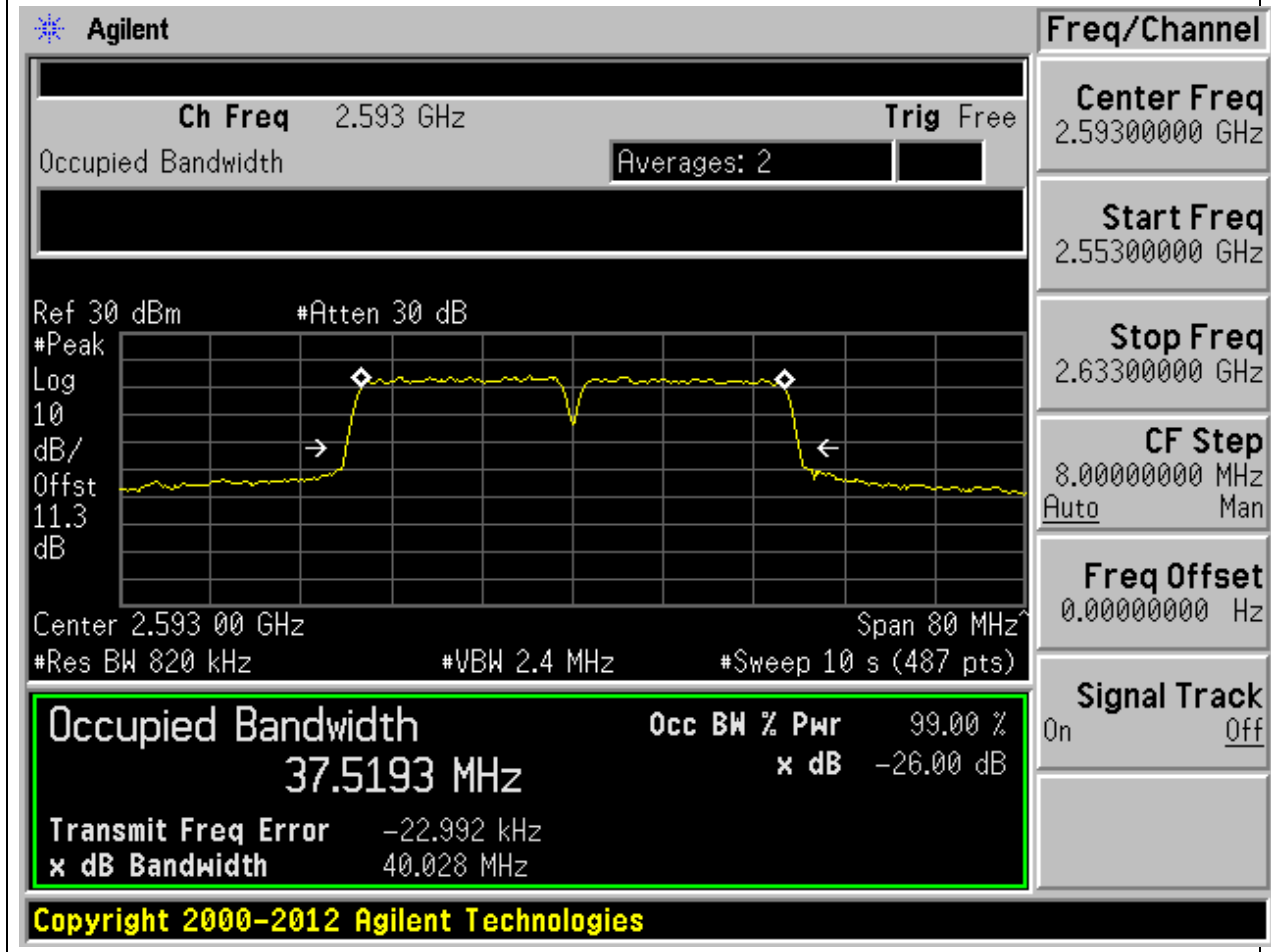 Agilent
Freq/Channel
Ch Freq 2.593 GHz Trig Free
Occupied Bandwidth Averages: 2
Ref 30 dBm #Atten 30 dB
#Peak
Log
10
dB/
Offst
11.3
dB
Center 2.593 00 GHz Span 80 MHz^
#Res BW 820 kHz #VBW 2.4 MHz #Sweep 10 s (487 pts)
Occupied Bandwidth Occ BW % Pwr 99.00 %
37.5193 MHz x dB -26.00 dB
Transmit Freq Error -22.992 kHz
x dB Bandwidth 40.028 MHz
Center Freq
2.59300000 GHz
Start Freq
2.55300000 GHz
Stop Freq
2.63300000 GHz
CF Step
8.00000000 MHz
Auto Man
Freq Offset
0.00000000 Hz
Signal Track
On Off
Copyright 2000-2012 Agilent Technologies